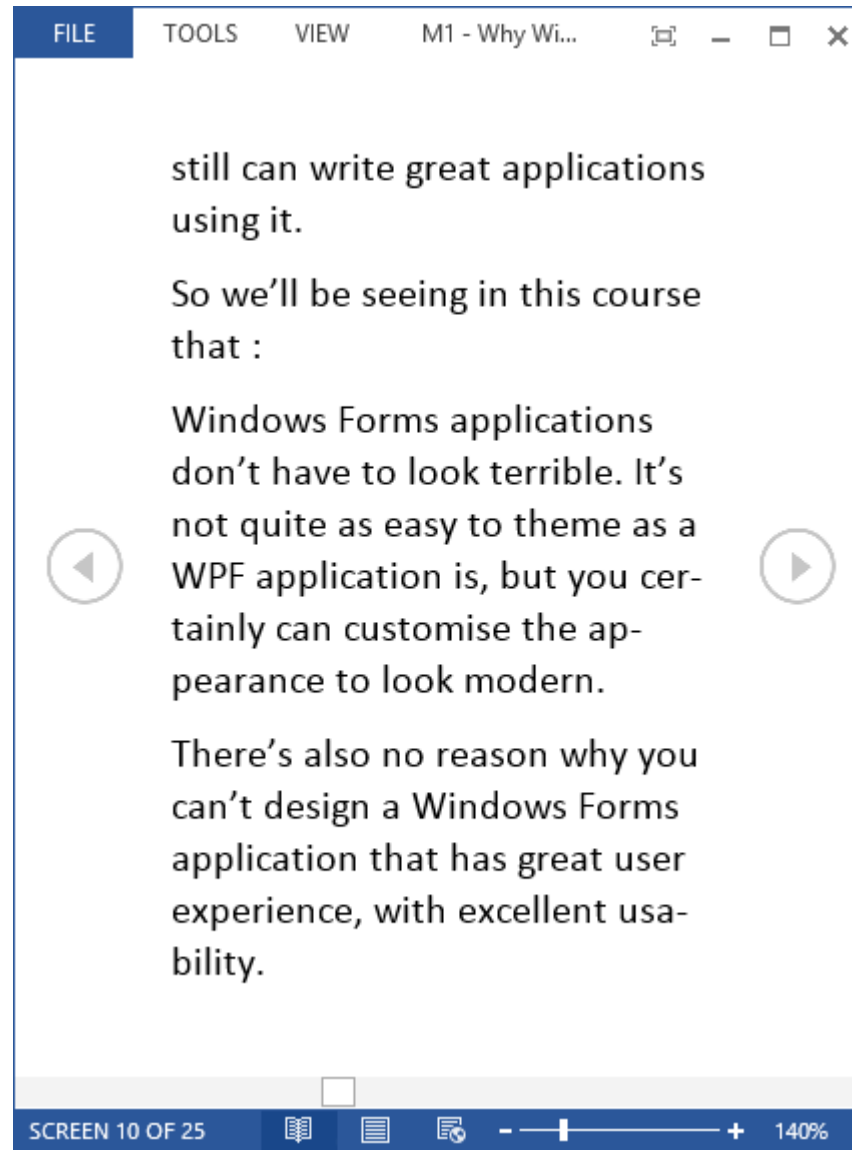 FILE TOOLS VIEW M1 - Why Wi...
still can write great applications
using it.
So we’ll be seeing in this course
that :
Windows Forms applications
don’t have to look terrible. It’s
not quite as easy to theme as a
WPF application is, but you cer-
tainly can customise the ap-
pearance to look modern.
There’s also no reason why you
can’t design a Windows Forms
application that has great user
experience, with excellent usa-
bility.
SCREEN 10 OF 25 140%